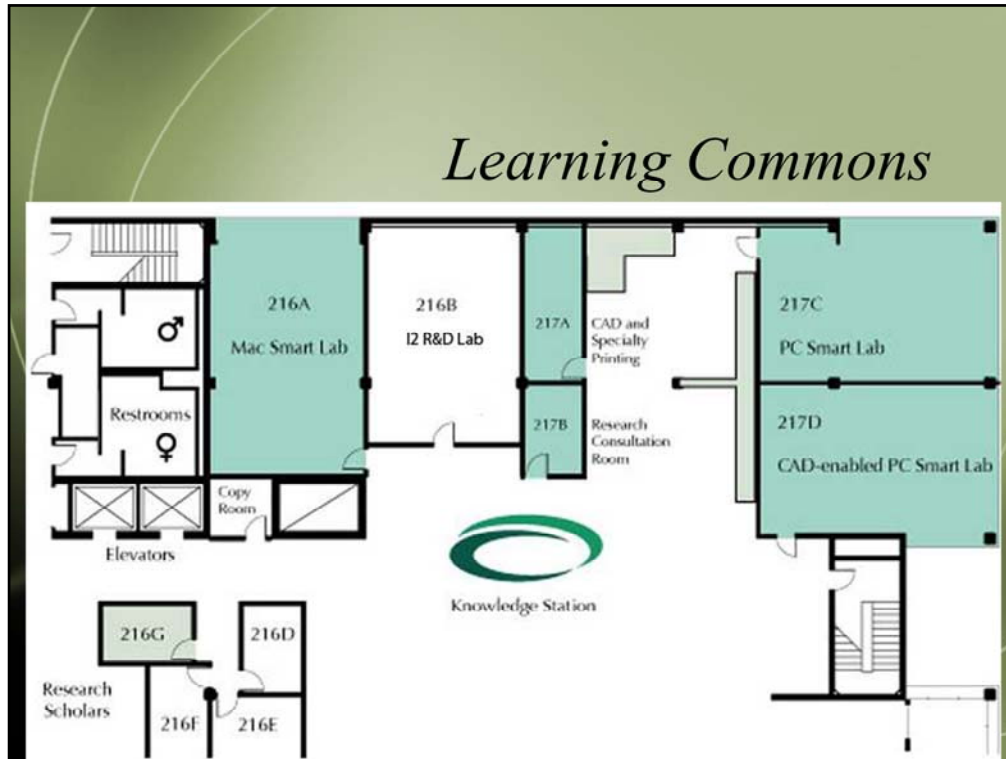 Learning Commons
216A
Mac Smart Lab
216B
I2 R&D Lab
217A
CAD and
Specialty
Printing
217C
PC Smart Lab
Restrooms
217B
Research
Consultation
Room
217D
CAD-enabled PC Smart Lab
Copy
Room
Elevators
Knowledge Station
216G
216D
Research
Scholars
216F
216E